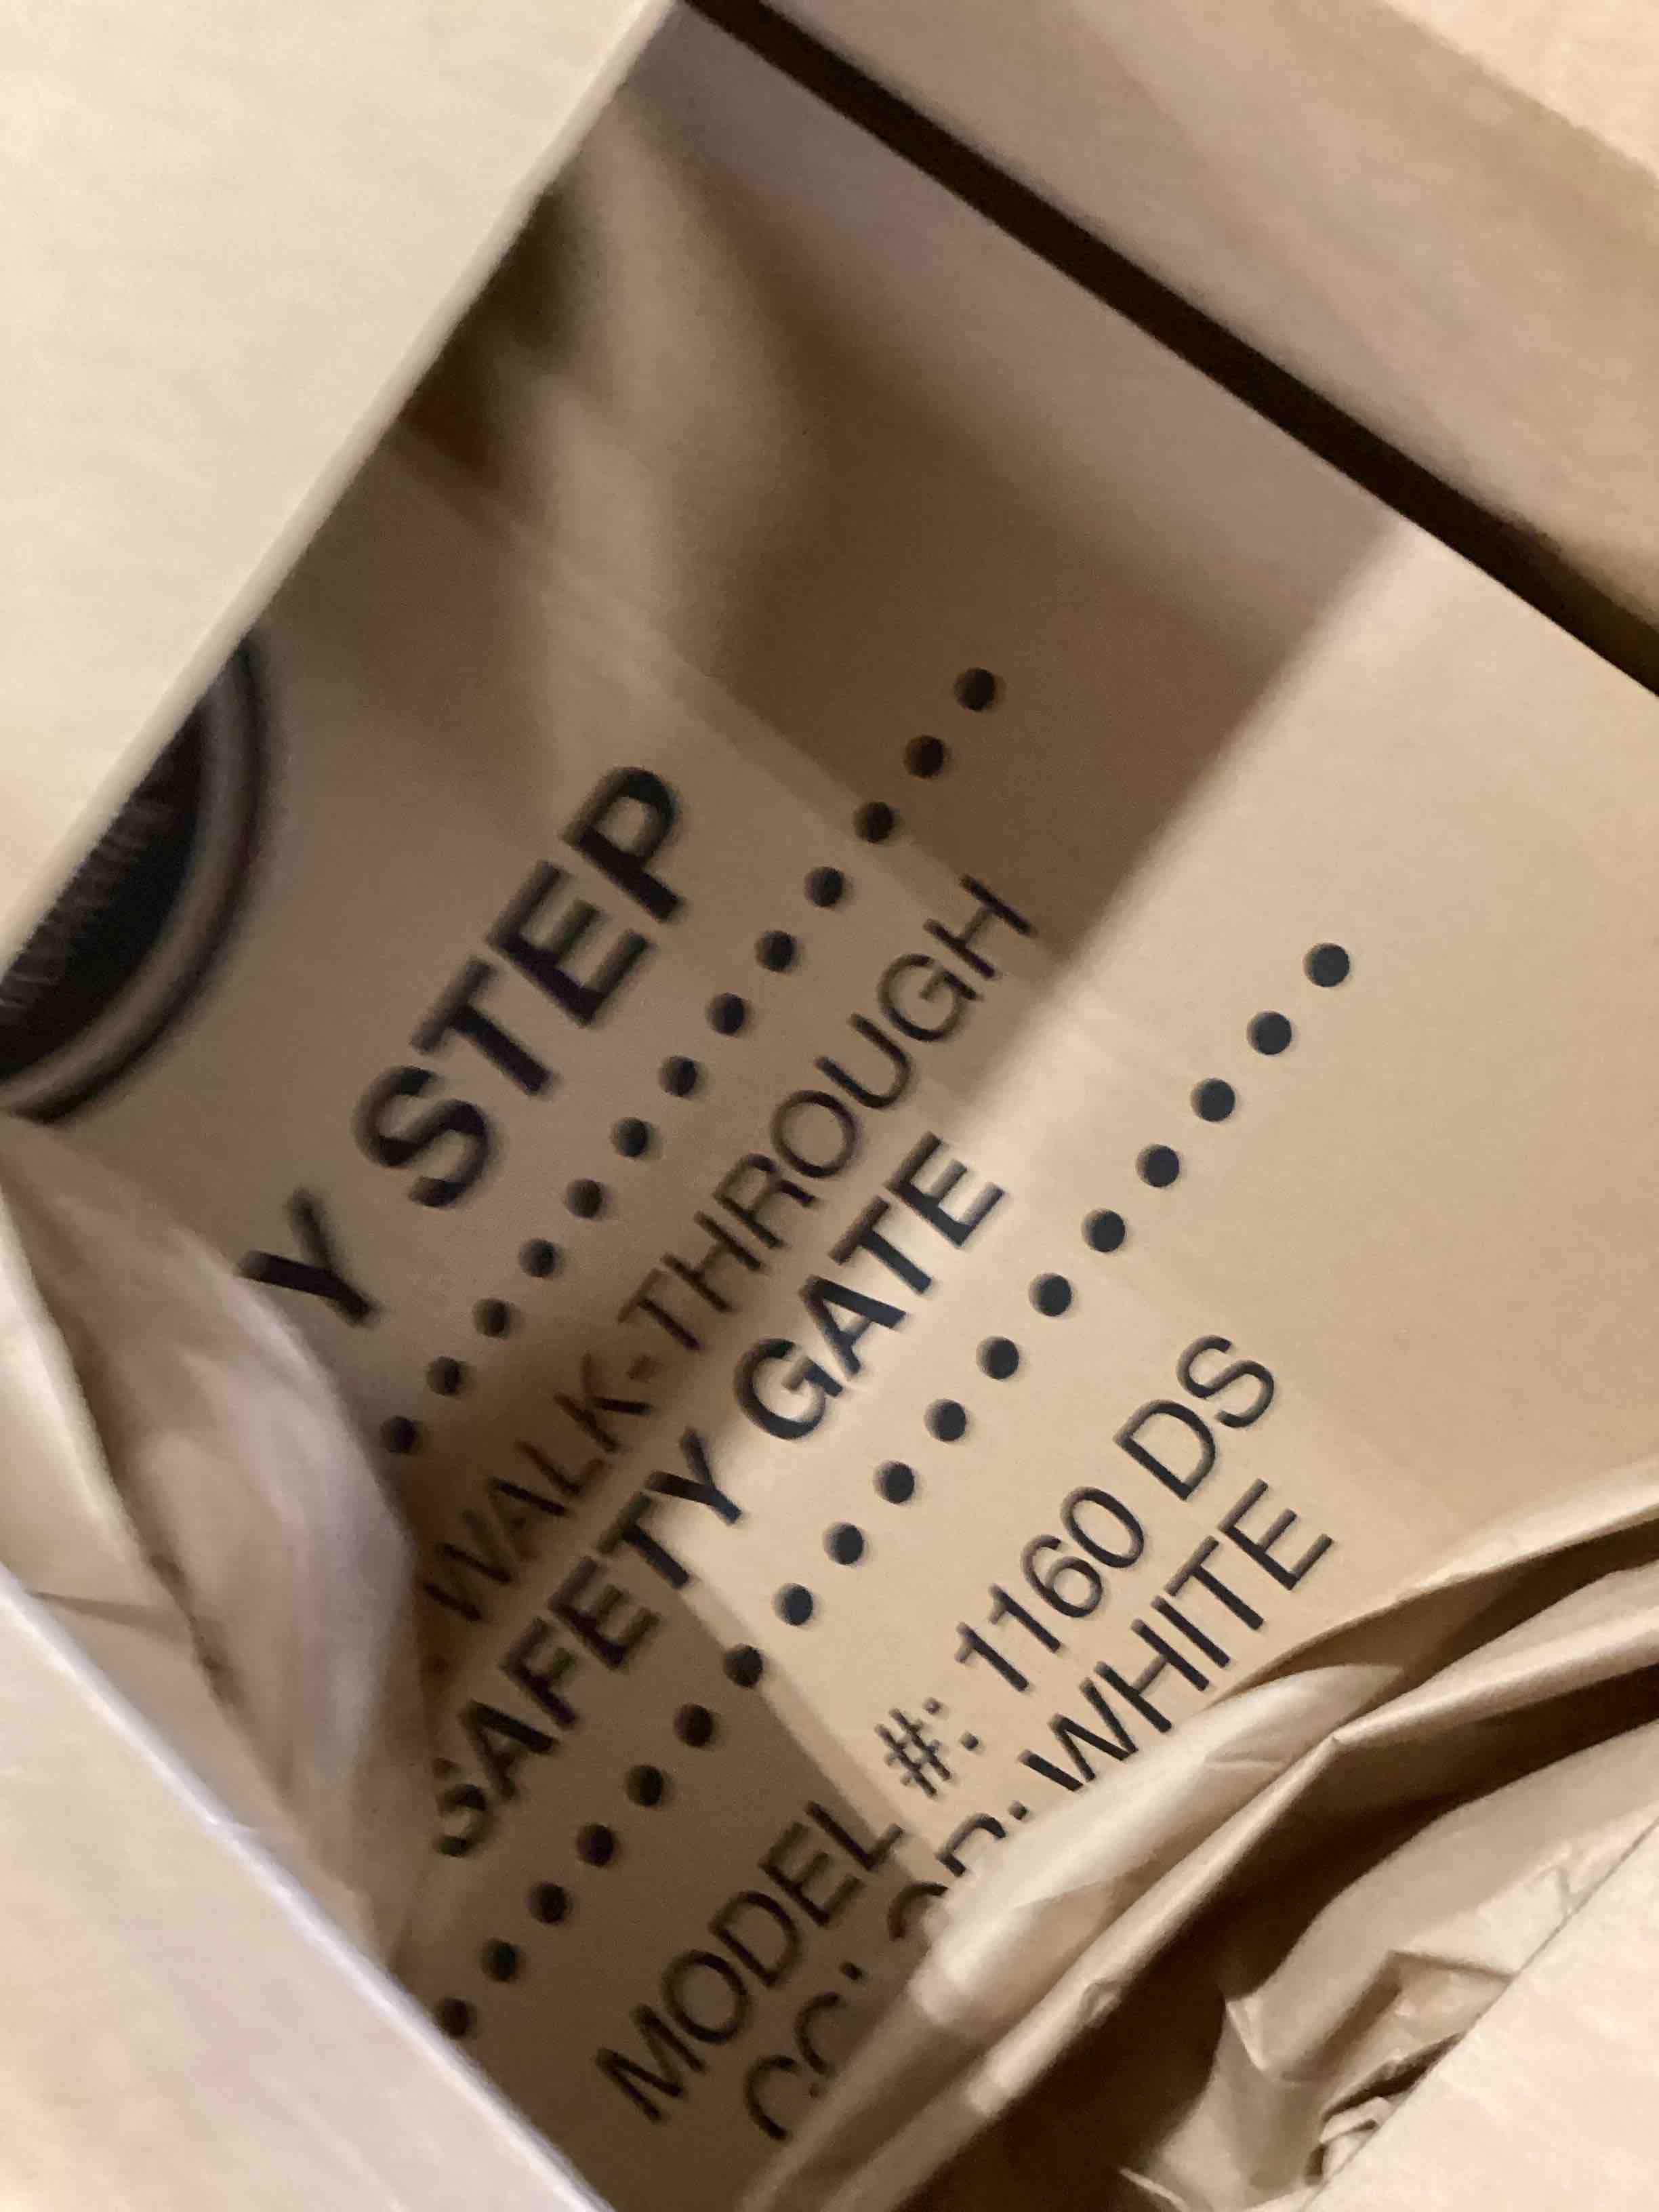 Y STEP
WALK-THROUGH
SAFETY GATE
MODEL #: 1160 DS
WHITE